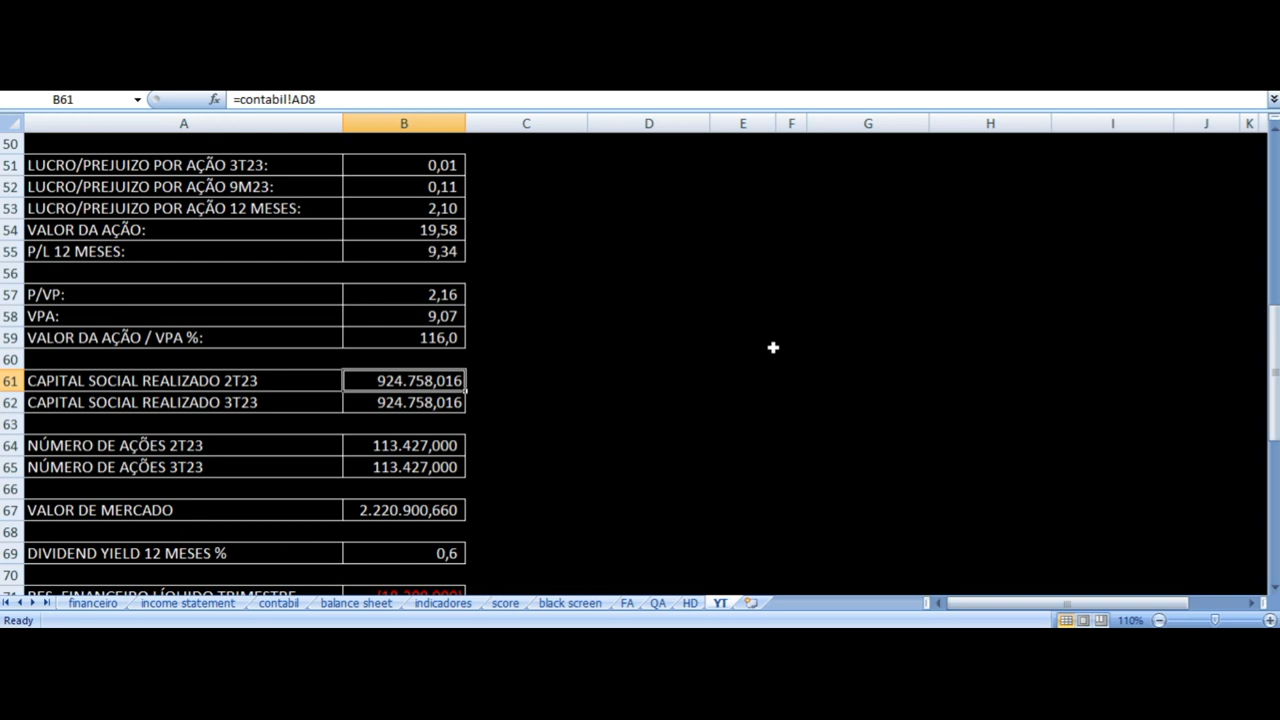 B61 fx =contabil!AD8
A B C D E F G H I J K
50
51 LUCRO/PREJUIZO POR AÇÃO 3T23: 0,01
52 LUCRO/PREJUIZO POR AÇÃO 9M23: 0,11
53 LUCRO/PREJUIZO POR AÇÃO 12 MESES: 2,10
54 VALOR DA AÇÃO: 19,58
55 P/L 12 MESES: 9,34
56
57 P/VP: 2,16
58 VPA: 9,07
59 VALOR DA AÇÃO / VPA %: 116,0
60
61 CAPITAL SOCIAL REALIZADO 2T23 924.758,016
62 CAPITAL SOCIAL REALIZADO 3T23 924.758,016
63
64 NÚMERO DE AÇÕES 2T23 113.427,000
65 NÚMERO DE AÇÕES 3T23 113.427,000
66
67 VALOR DE MERCADO 2.220.900,660
68
69 DIVIDEND YIELD 12 MESES % 0,6
70
71 RES. FINANCEIRO LÍQUIDO TRIMESTRE
financeiro income statement contabil balance sheet indicadores score black screen FA QA HD YT
Ready 110%